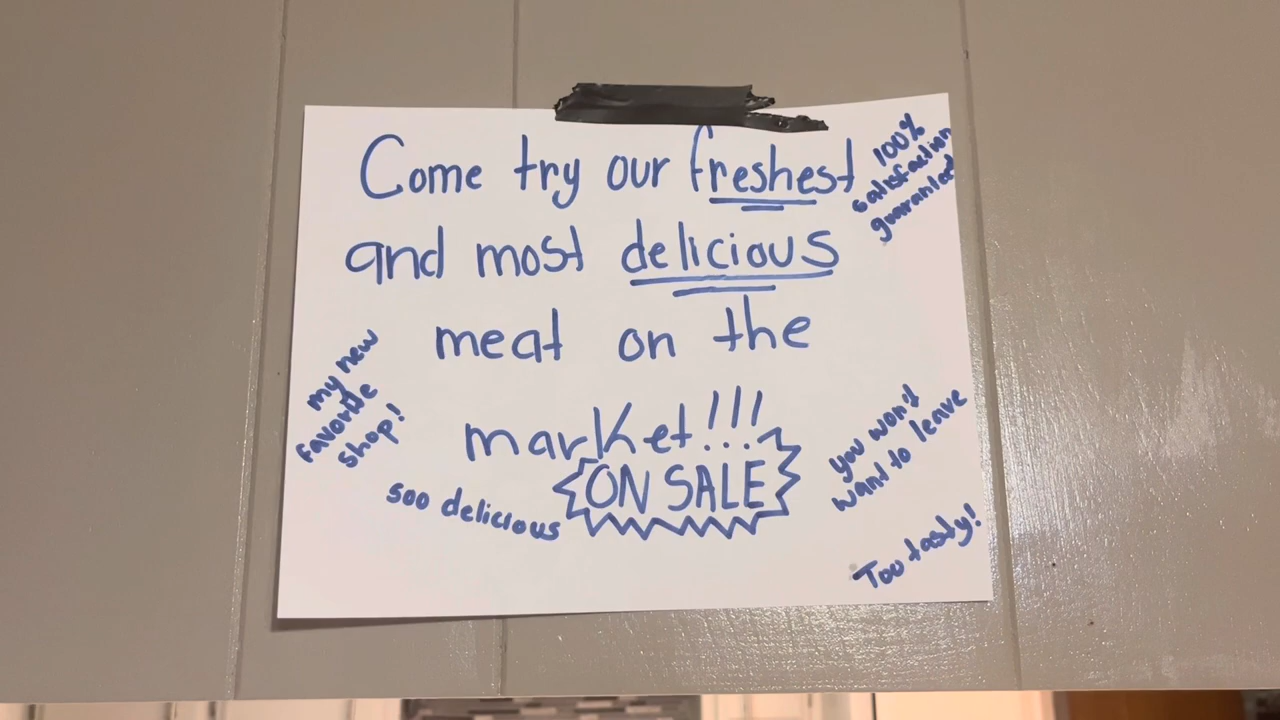 Come try our freshest
and most delicious
meat on the
market!!!
ON SALE
100%
satisfaction
guaranteed
my new
favorite
shop!
soo delicious
you won't
want to leave
Too tasty!